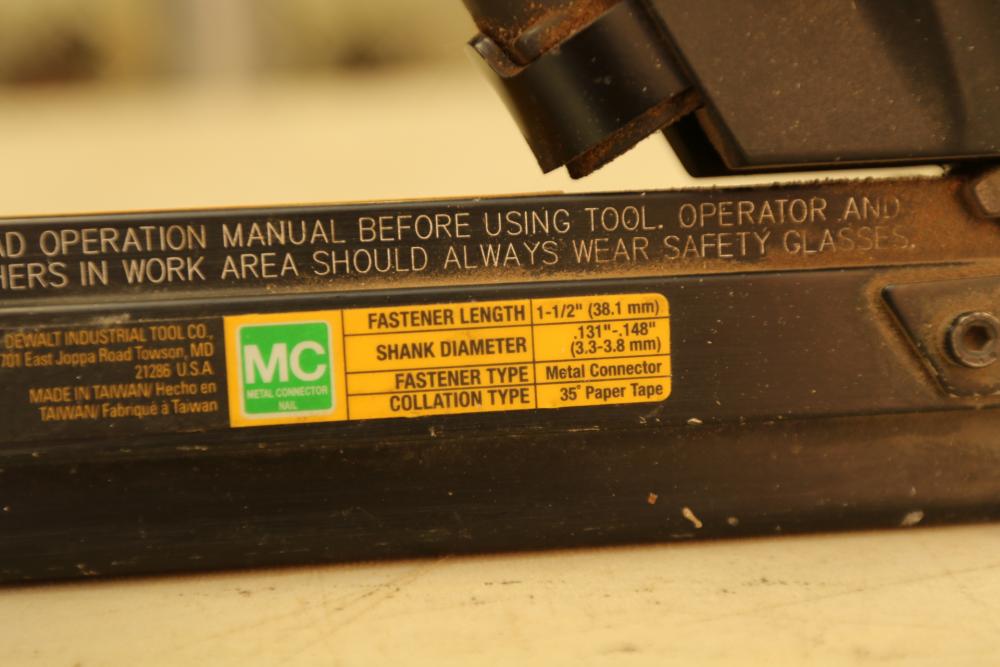 AD OPERATION MANUAL BEFORE USING TOOL. OPERATOR AND
HERS IN WORK AREA SHOULD ALWAYS WEAR SAFETY GLASSES.
DEWALT INDUSTRIAL TOOL CO.
701 East Joppa Road Towson, MD
21286 U.S.A.
MADE IN TAIWAN/ Hecho en
TAIWAN/ Fabriqué à Taiwan
MC
METAL CONNECTOR
NAIL
FASTENER LENGTH 1-1/2" (38.1 mm)
SHANK DIAMETER .131"-.148"
(3.3-3.8 mm)
FASTENER TYPE Metal Connector
COLLATION TYPE 35° Paper Tape